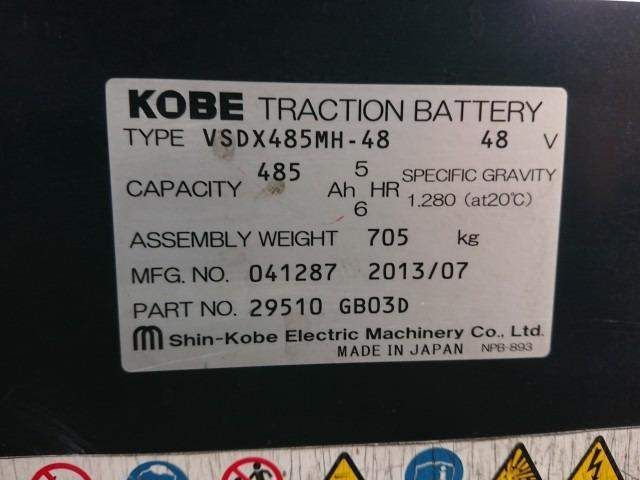 KOBE TRACTION BATTERY
TYPE VSDX485MH-48 48 V
CAPACITY 485 Ah 5 6 HR SPECIFIC GRAVITY
1.280 (at20℃)
ASSEMBLY WEIGHT 705 kg
MFG. NO. 041287 2013/07
PART NO. 29510 GB03D
Shin-Kobe Electric Machinery Co., Ltd.
MADE IN JAPAN NPB-893